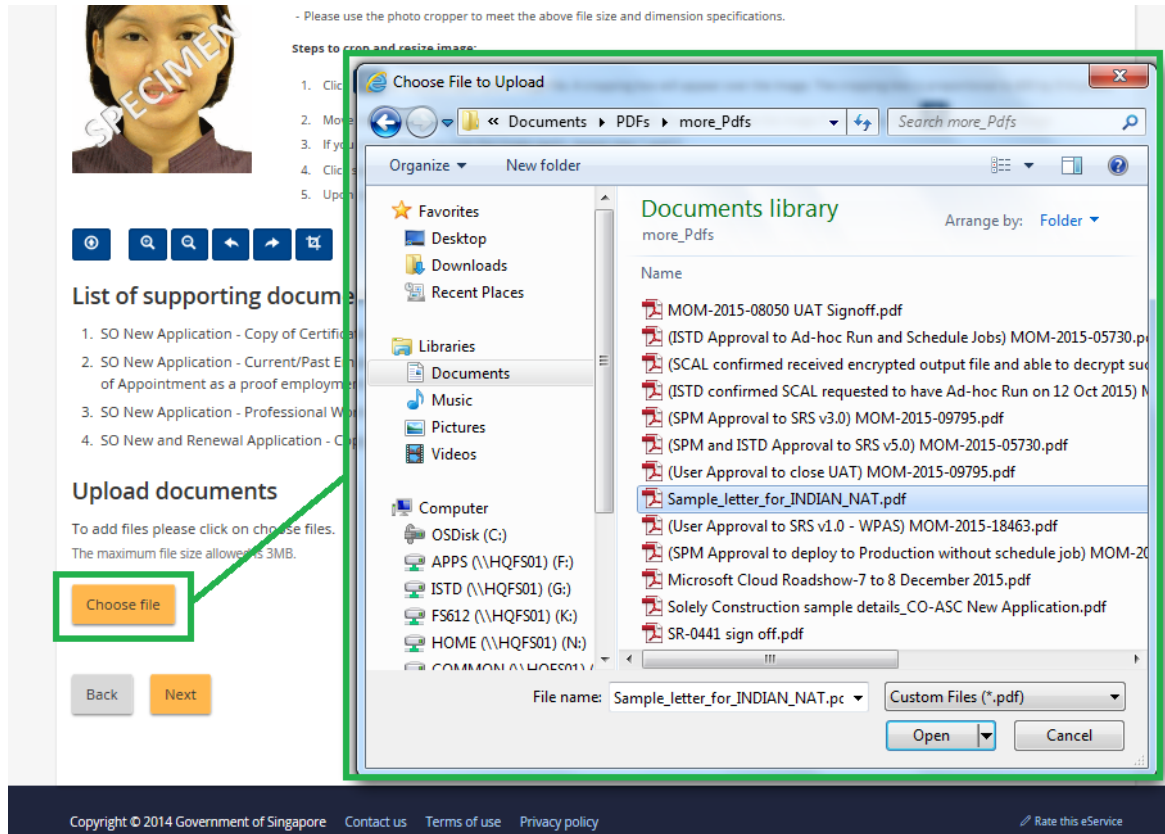 - Please use the photo cropper to meet the above file size and dimension specifications.
SPECIMEN
Steps to crop and resize image:
1. Clic
2. Move
3. If you
4. Click s
5. Upon
List of supporting docume
1. SO New Application - Copy of Certifica
2. SO New Application - Current/Past Em
of Appointment as a proof employme
3. SO New Application - Professional Wo
4. SO New and Renewal Application - Cop
Upload documents
To add files please click on choose files.
The maximum file size allowed is 3MB.
Choose file
Back Next
Choose File to Upload
« Documents PDFs more_Pdfs Search more_Pdfs
Organize New folder
Favorites
Desktop
Downloads
Recent Places
Libraries
Documents
Music
Pictures
Videos
Computer
OSDisk (C:)
APPS (\\HQFS01) (F:)
ISTD (\\HQFS01) (G:)
FS612 (\\HQFS01) (K:)
HOME (\\HQFS01) (N:)
COMMON (\\HQFS01) (
Documents library
more_Pdfs
Arrange by: Folder
Name
MOM-2015-08050 UAT Signoff.pdf
(ISTD Approval to Ad-hoc Run and Schedule Jobs) MOM-2015-05730.p
(SCAL confirmed received encrypted output file and able to decrypt suc
(ISTD confirmed SCAL requested to have Ad-hoc Run on 12 Oct 2015) M
(SPM Approval to SRS v3.0) MOM-2015-09795.pdf
(SPM and ISTD Approval to SRS v5.0) MOM-2015-05730.pdf
(User Approval to close UAT) MOM-2015-09795.pdf
Sample_letter_for_INDIAN_NAT.pdf
(User Approval to SRS v1.0 - WPAS) MOM-2015-18463.pdf
(SPM Approval to deploy to Production without schedule job) MOM-20
Microsoft Cloud Roadshow-7 to 8 December 2015.pdf
Solely Construction sample details_CO-ASC New Application.pdf
SR-0441 sign off.pdf
File name: Sample_letter_for_INDIAN_NAT.pc Custom Files (*.pdf)
Open Cancel
Copyright © 2014 Government of Singapore Contact us Terms of use Privacy policy Rate this eService